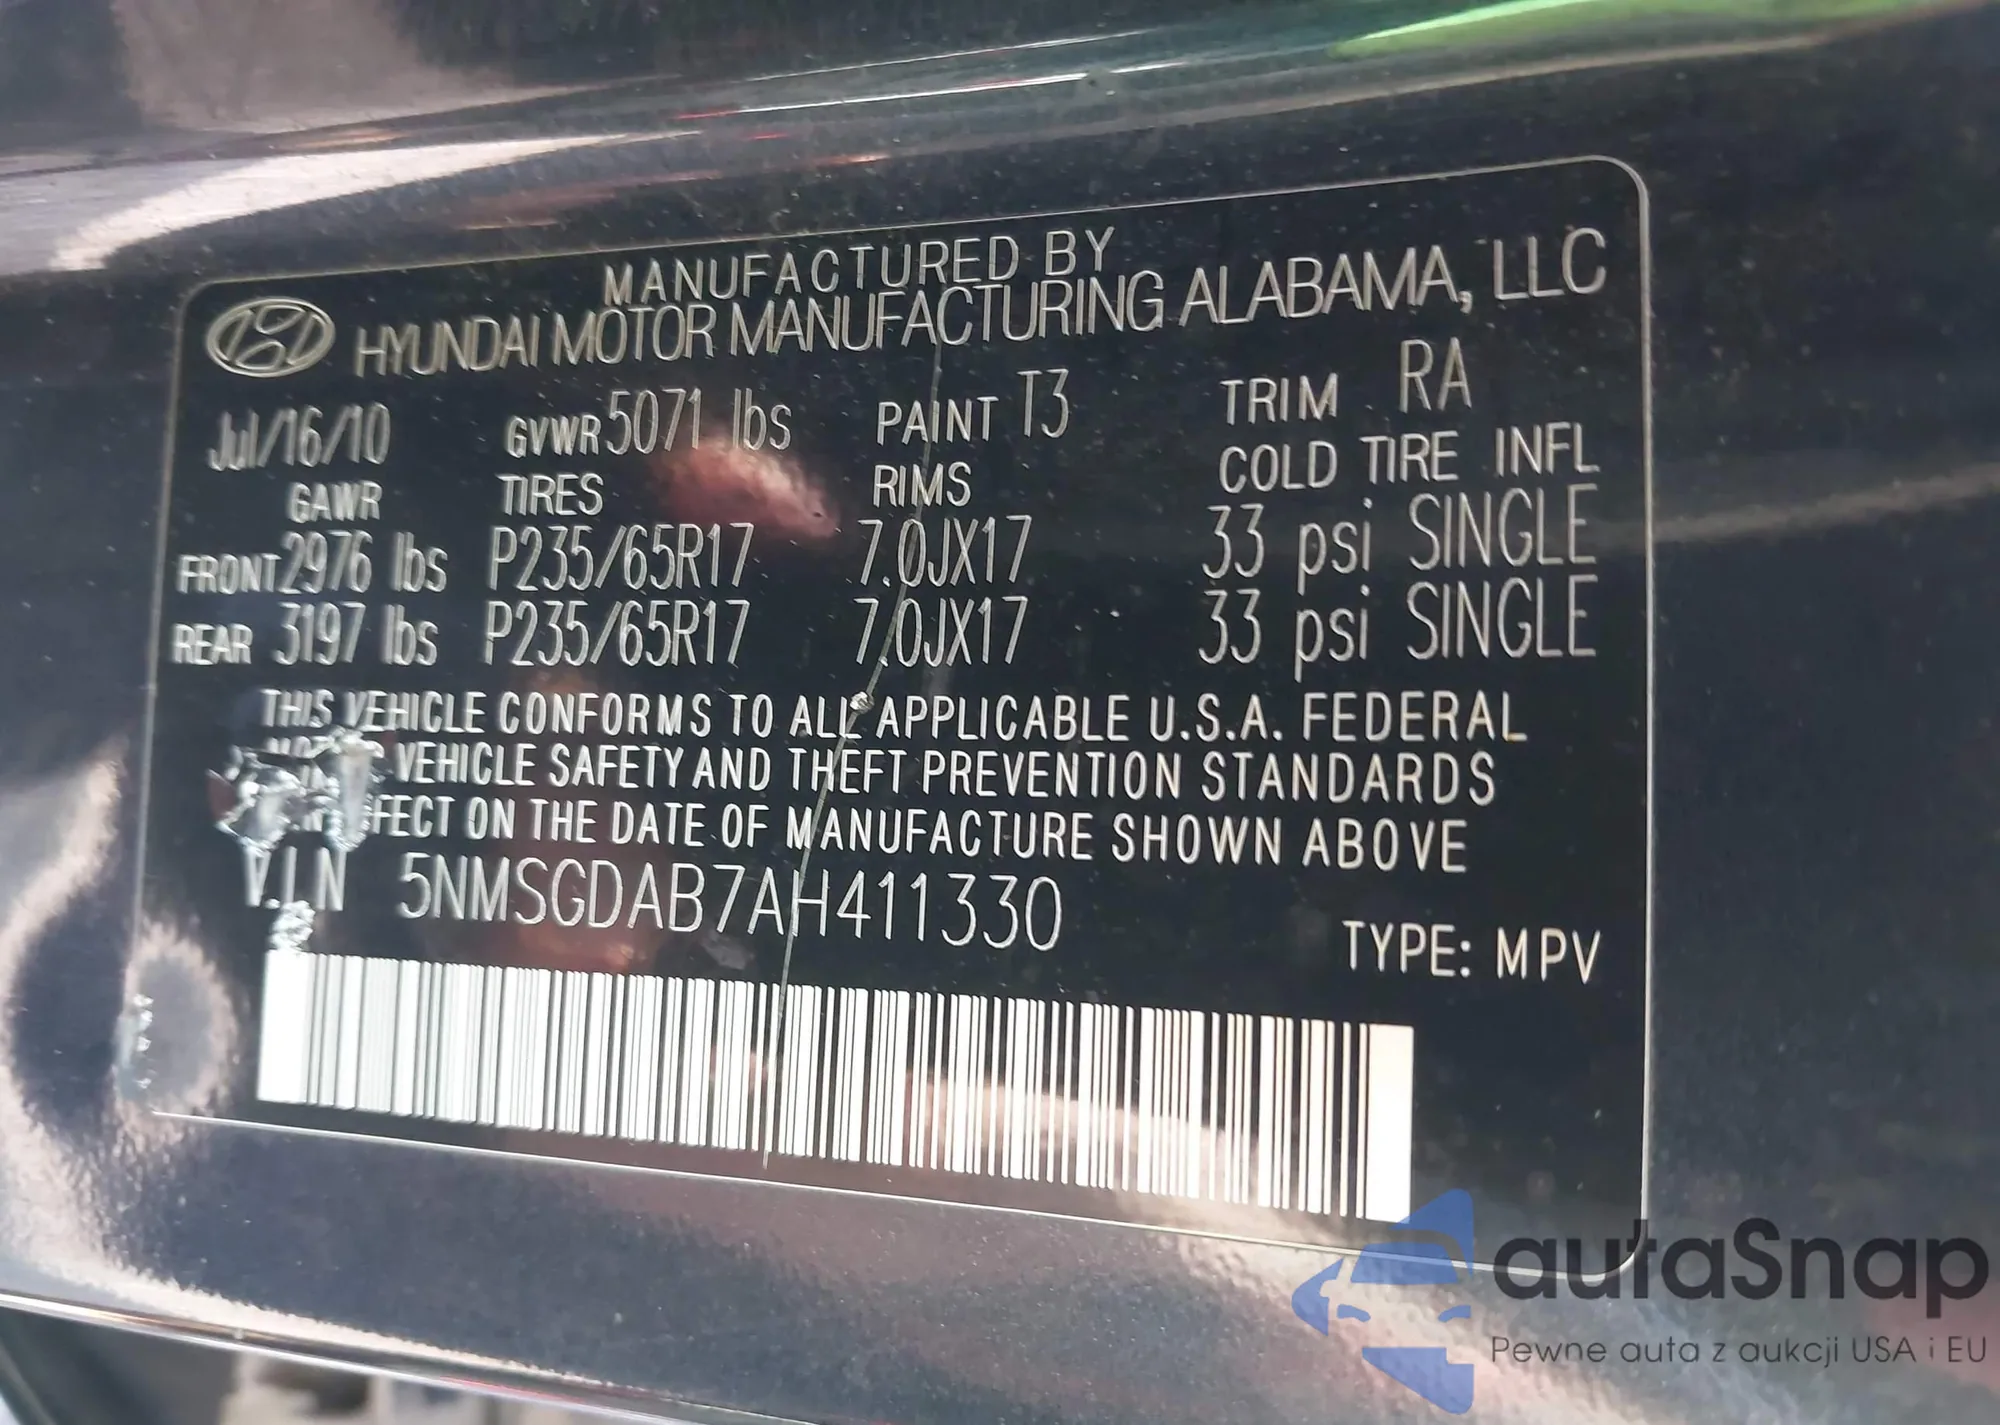 MANUFACTURED BY
HYUNDAI MOTOR MANUFACTURING ALABAMA, LLC
Jul/16/10 GVWR 5071 lbs PAINT T3 TRIM RA
GAWR TIRES RIMS COLD TIRE INFL
FRONT 2976 lbs P235/65R17 7.0JX17 33 psi SINGLE
REAR 3197 lbs P235/65R17 7.0JX17 33 psi SINGLE
THIS VEHICLE CONFORMS TO ALL APPLICABLE U.S.A. FEDERAL
VEHICLE SAFETY AND THEFT PREVENTION STANDARDS
ON THE DATE OF MANUFACTURE SHOWN ABOVE
V.I.N 5NMSGDAB7AH411330
TYPE: MPV
autaSnap
Pewne auta z aukcji USA i EU